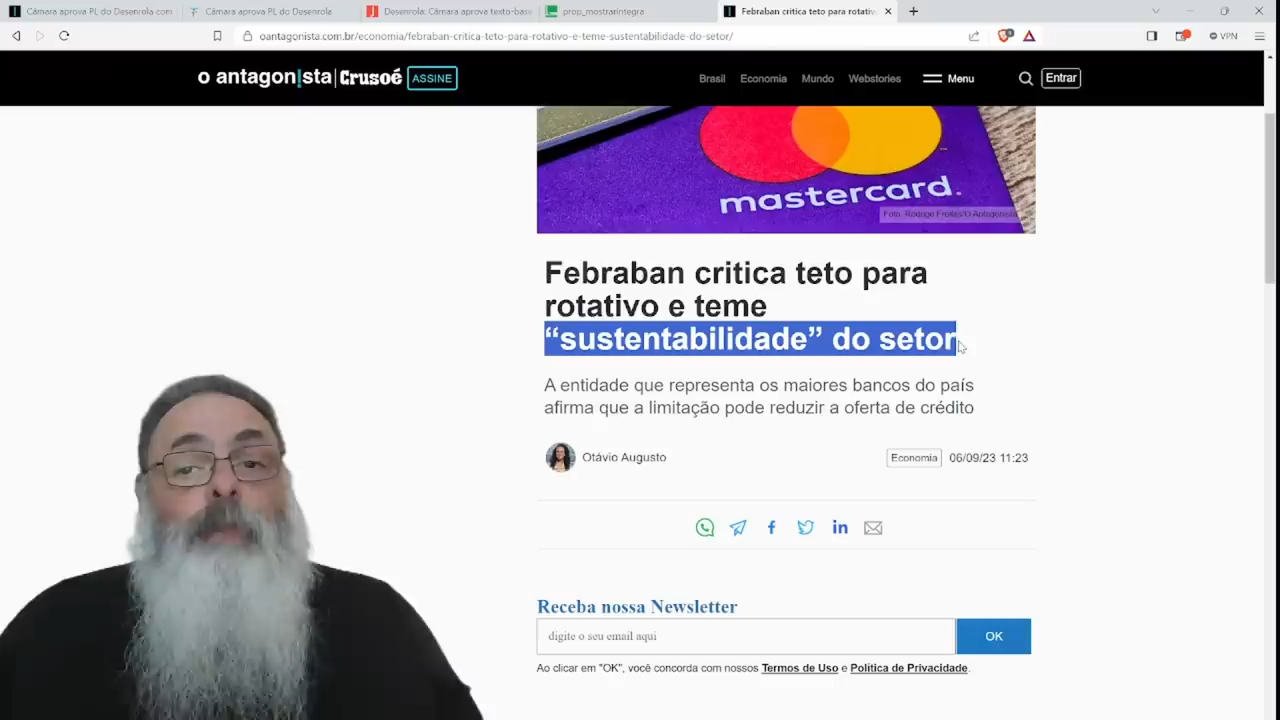 Câmara aprova PL do Desenrola com
Câmara aprova PL do Desenrola
Desenrola: Câmara aprova texto-base
prop_mostrarintegra
Febraban critica teto para rotativ
oantagonista.com.br/economia/febraban-critica-teto-para-rotativo-e-teme-sustentabilidade-do-setor/
VPN
o antagon!sta|Crusoé
ASSINE
Brasil Economia Mundo Webstories Menu Entrar
mastercard.
Foto: Rodrigo Freitas/O Antagonista
Febraban critica teto para
rotativo e teme
“sustentabilidade” do setor
A entidade que representa os maiores bancos do país
afirma que a limitação pode reduzir a oferta de crédito
Otávio Augusto
Economia 06/09/23 11:23
Receba nossa Newsletter
digite o seu email aqui
OK
Ao clicar em "OK", você concorda com nossos Termos de Uso e Política de Privacidade.